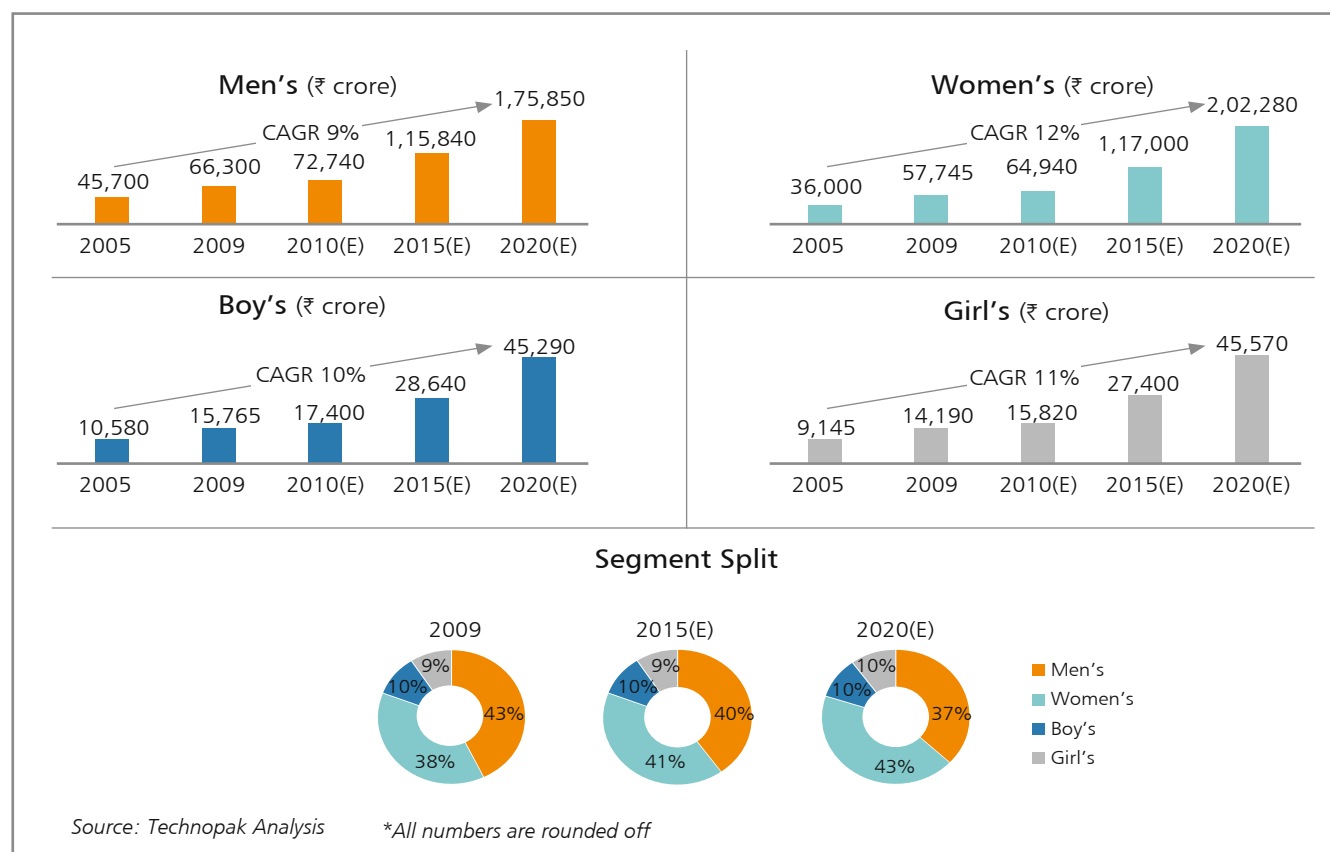 Men's (₹ crore)
CAGR 9%
45,700
66,300
72,740
1,15,840
1,75,850
2005 2009 2010(E) 2015(E) 2020(E)
Women's (₹ crore)
CAGR 12%
36,000
57,745
64,940
1,17,000
2,02,280
2005 2009 2010(E) 2015(E) 2020(E)
Boy's (₹ crore)
CAGR 10%
10,580
15,765
17,400
28,640
45,290
2005 2009 2010(E) 2015(E) 2020(E)
Girl's (₹ crore)
CAGR 11%
9,145
14,190
15,820
27,400
45,570
2005 2009 2010(E) 2015(E) 2020(E)
Segment Split
2009
9%
10%
43%
38%
2015(E)
9%
10%
40%
41%
2020(E)
10%
10%
37%
43%
Men's
Women's
Boy's
Girl's
Source: Technopak Analysis
*All numbers are rounded off